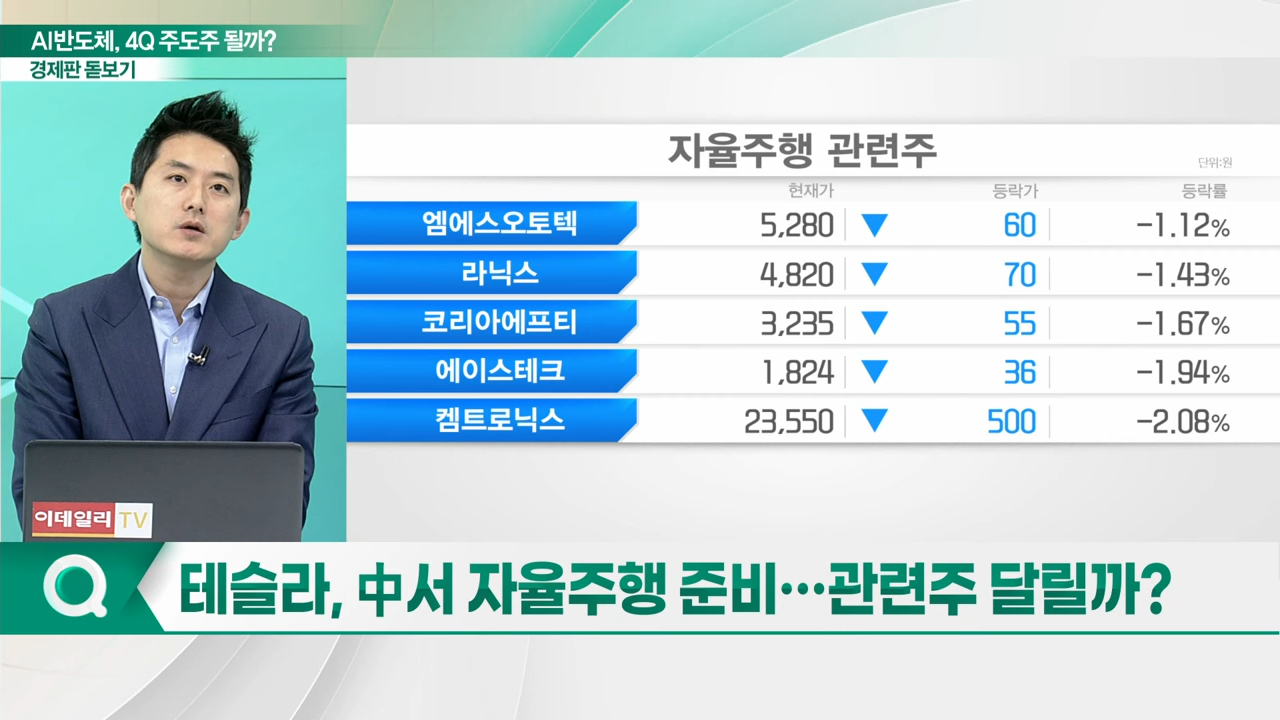 AI반도체, 4Q 주도주 될까?
경제판 돋보기
자율주행 관련주
단위:원
현재가 등락가 등락률
엠에스오토텍 5,280 ▼ 60 -1.12%
라닉스 4,820 ▼ 70 -1.43%
코리아에프티 3,235 ▼ 55 -1.67%
에이스테크 1,824 ▼ 36 -1.94%
켐트로닉스 23,550 ▼ 500 -2.08%
이데일리TV
테슬라, 中서 자율주행 준비…관련주 달릴까?